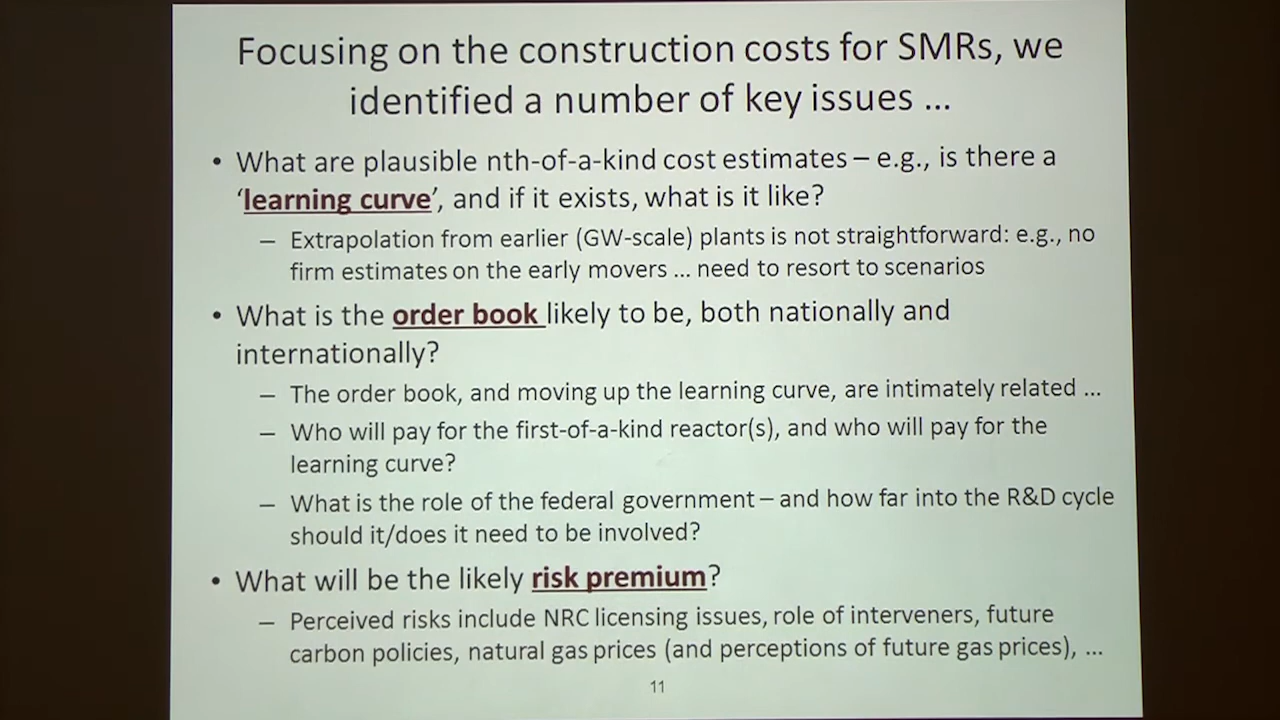 Focusing on the construction costs for SMRs, we
identified a number of key issues …
• What are plausible nth-of-a-kind cost estimates – e.g., is there a
‘learning curve’, and if it exists, what is it like?
– Extrapolation from earlier (GW-scale) plants is not straightforward: e.g., no
firm estimates on the early movers … need to resort to scenarios
• What is the order book likely to be, both nationally and
internationally?
– The order book, and moving up the learning curve, are intimately related …
– Who will pay for the first-of-a-kind reactor(s), and who will pay for the
learning curve?
– What is the role of the federal government – and how far into the R&D cycle
should it/does it need to be involved?
• What will be the likely risk premium?
– Perceived risks include NRC licensing issues, role of interveners, future
carbon policies, natural gas prices (and perceptions of future gas prices), …
11